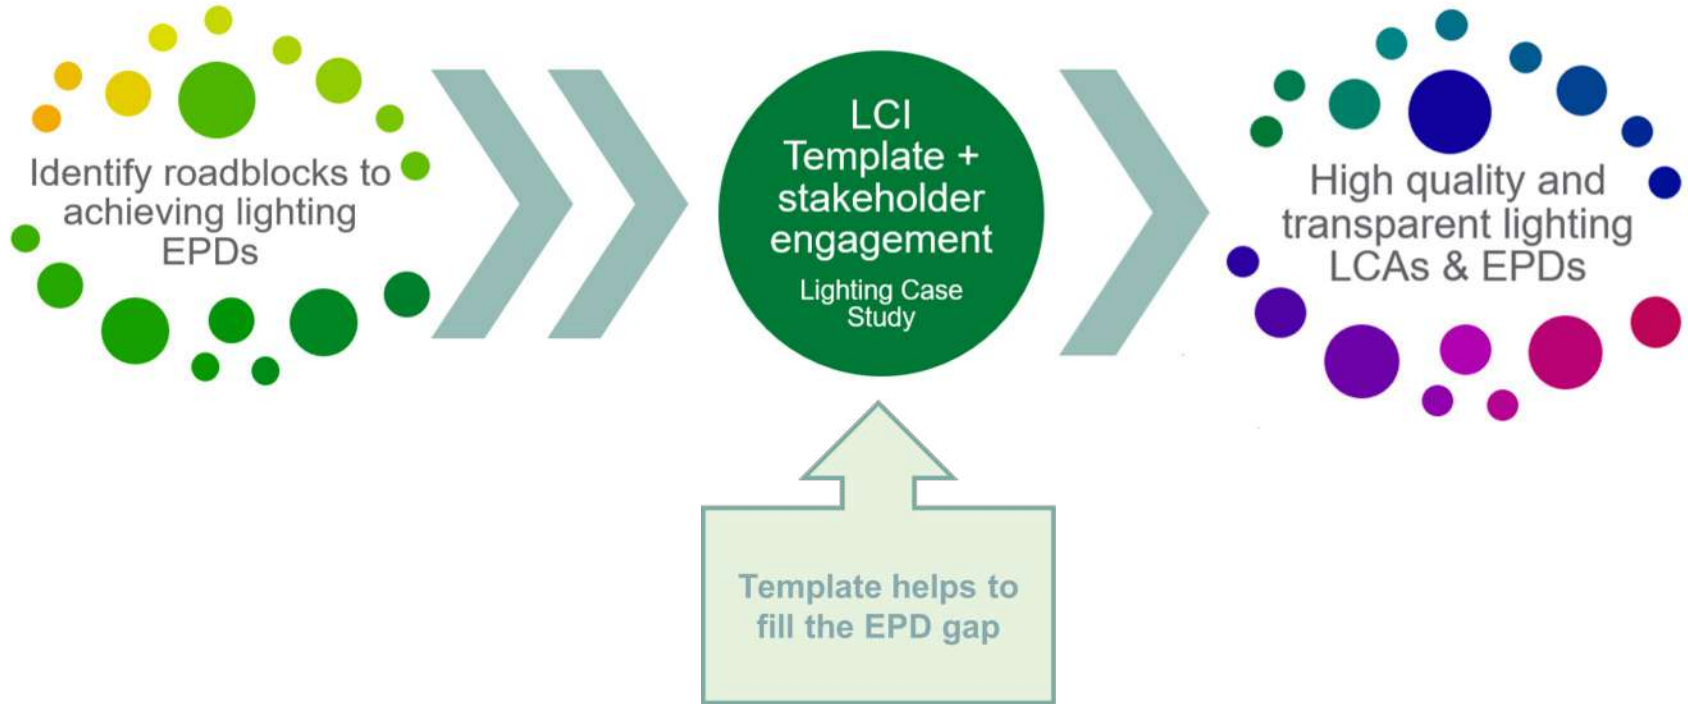 Identify roadblocks to
achieving lighting
EPDs
LCI
Template +
stakeholder
engagement
Lighting Case
Study
High quality and
transparent lighting
LCAs & EPDs
Template helps to
fill the EPD gap